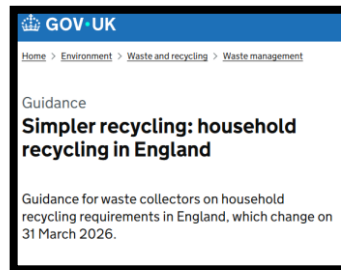 GOV·UK
Home > Environment > Waste and recycling > Waste management
Guidance
Simpler recycling: household
recycling in England
Guidance for waste collectors on household
recycling requirements in England, which change on
31 March 2026.